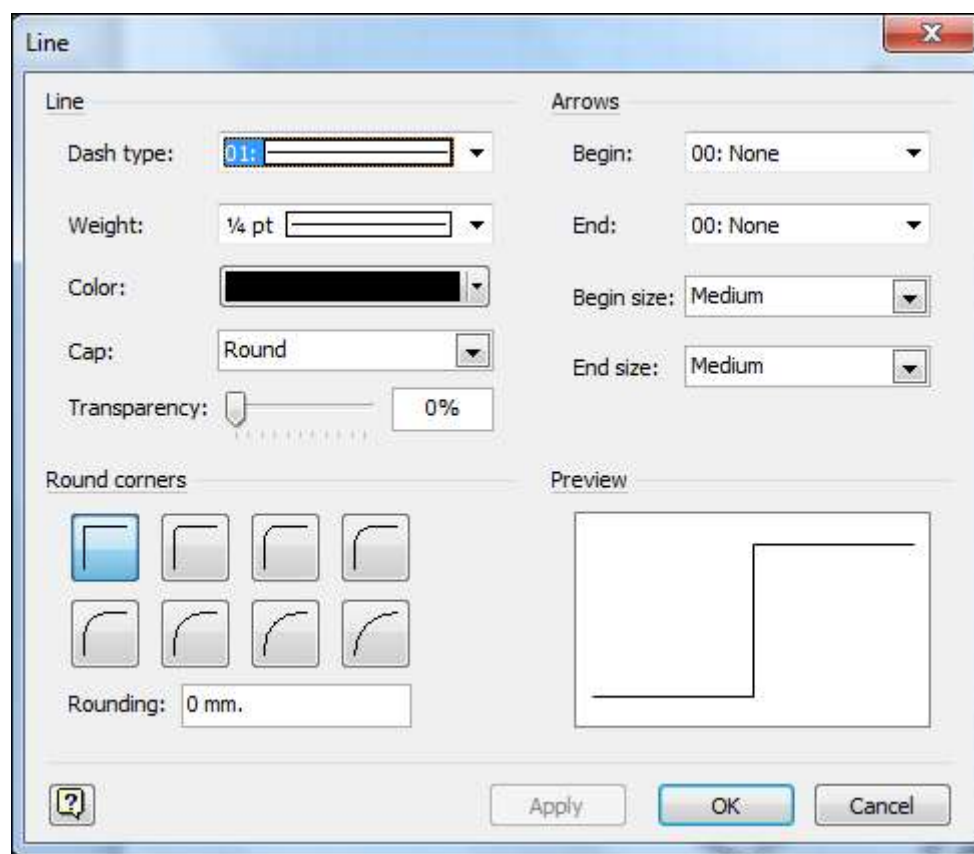 Line
Line
Dash type: 01:
Weight: ¼ pt
Color:
Cap: Round
Transparency: 0%
Arrows
Begin: 00: None
End: 00: None
Begin size: Medium
End size: Medium
Round corners
Rounding: 0 mm.
Preview
?
Apply
OK
Cancel